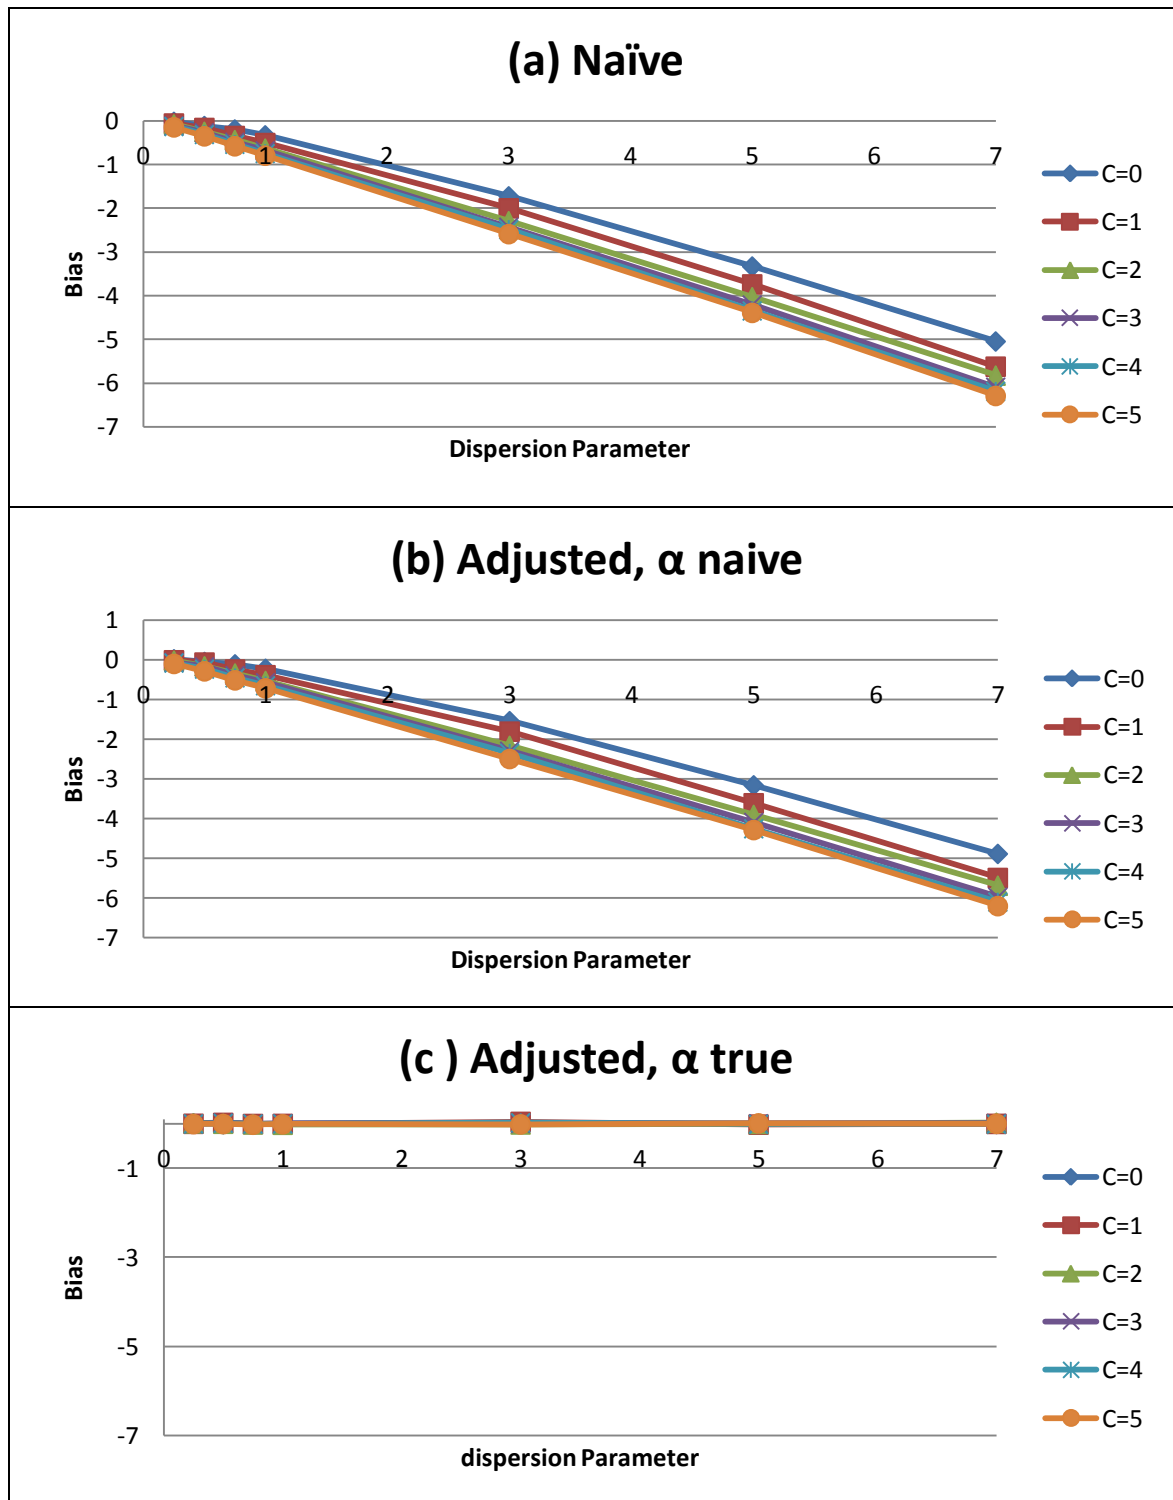 (a) Naïve
0
-1
-2
-3
-4
-5
-6
-7
0 1 2 3 4 5 6 7
Bias
Dispersion Parameter
C=0
C=1
C=2
C=3
C=4
C=5
(b) Adjusted, α naive
1
0
-1
-2
-3
-4
-5
-6
-7
0 1 2 3 4 5 6 7
Bias
Dispersion Parameter
C=0
C=1
C=2
C=3
C=4
C=5
(c ) Adjusted, α true
-1
-3
-5
-7
0 1 2 3 4 5 6 7
Bias
dispersion Parameter
C=0
C=1
C=2
C=3
C=4
C=5